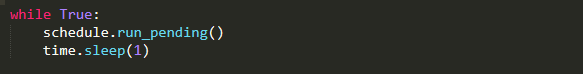 while True:
    schedule.run_pending()
    time.sleep(1)